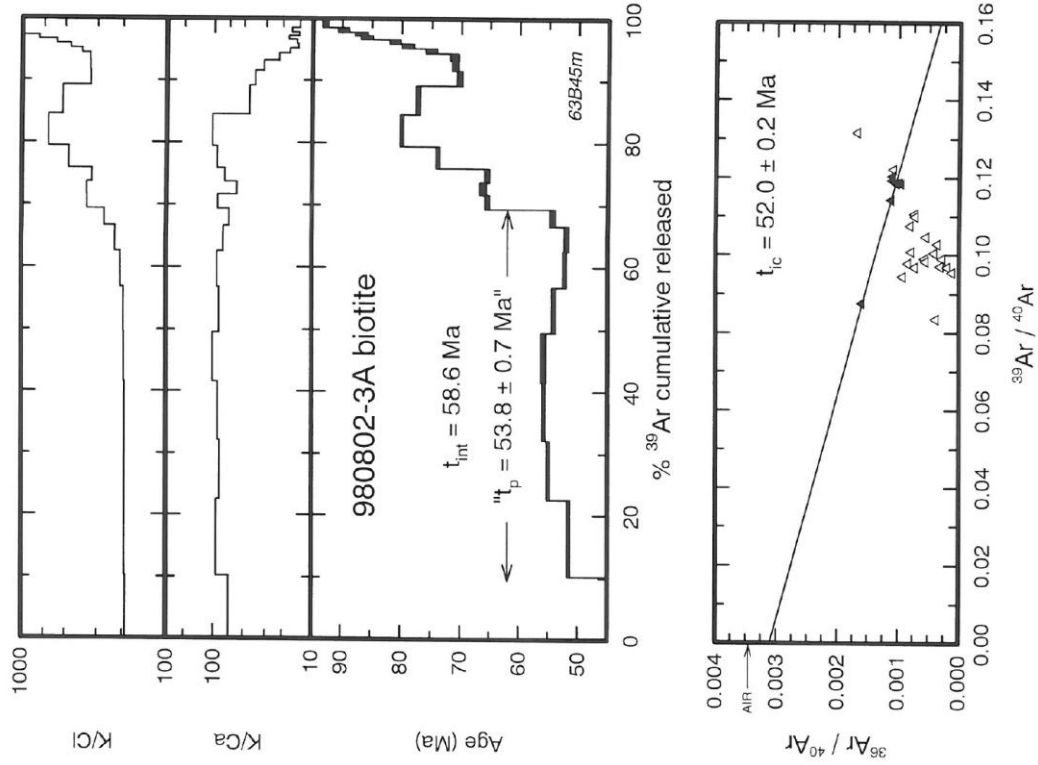 K/Cl
1000
100
K/Ca
100
10
Age (Ma)
90
80
70
60
50
980802-3A biotite
t_int = 58.6 Ma
"t_p = 53.8 ± 0.7 Ma"
63B45m
0
20
40
60
80
100
% ³⁹Ar cumulative released
³⁶Ar / ⁴⁰Ar
0.004
AIR
0.003
0.002
0.001
0.000
t_ic = 52.0 ± 0.2 Ma
0.00
0.02
0.04
0.06
0.08
0.10
0.12
0.14
0.16
³⁹Ar / ⁴⁰Ar